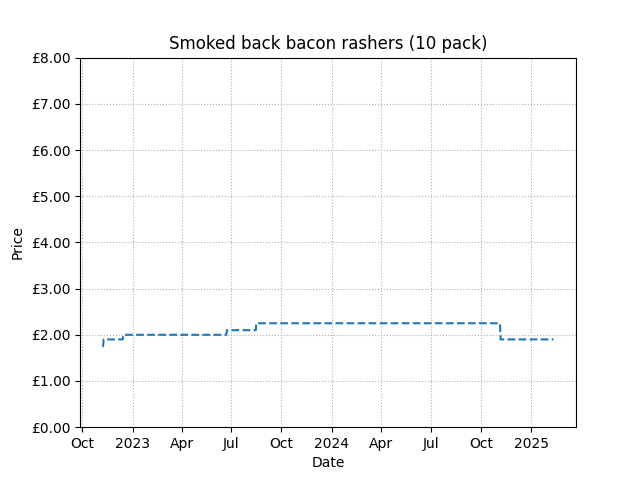 Smoked back bacon rashers (10 pack)
£8.00
£7.00
£6.00
£5.00
£4.00
£3.00
£2.00
£1.00
£0.00
Price
Oct 2023 Apr Jul Oct 2024 Apr Jul Oct 2025
Date